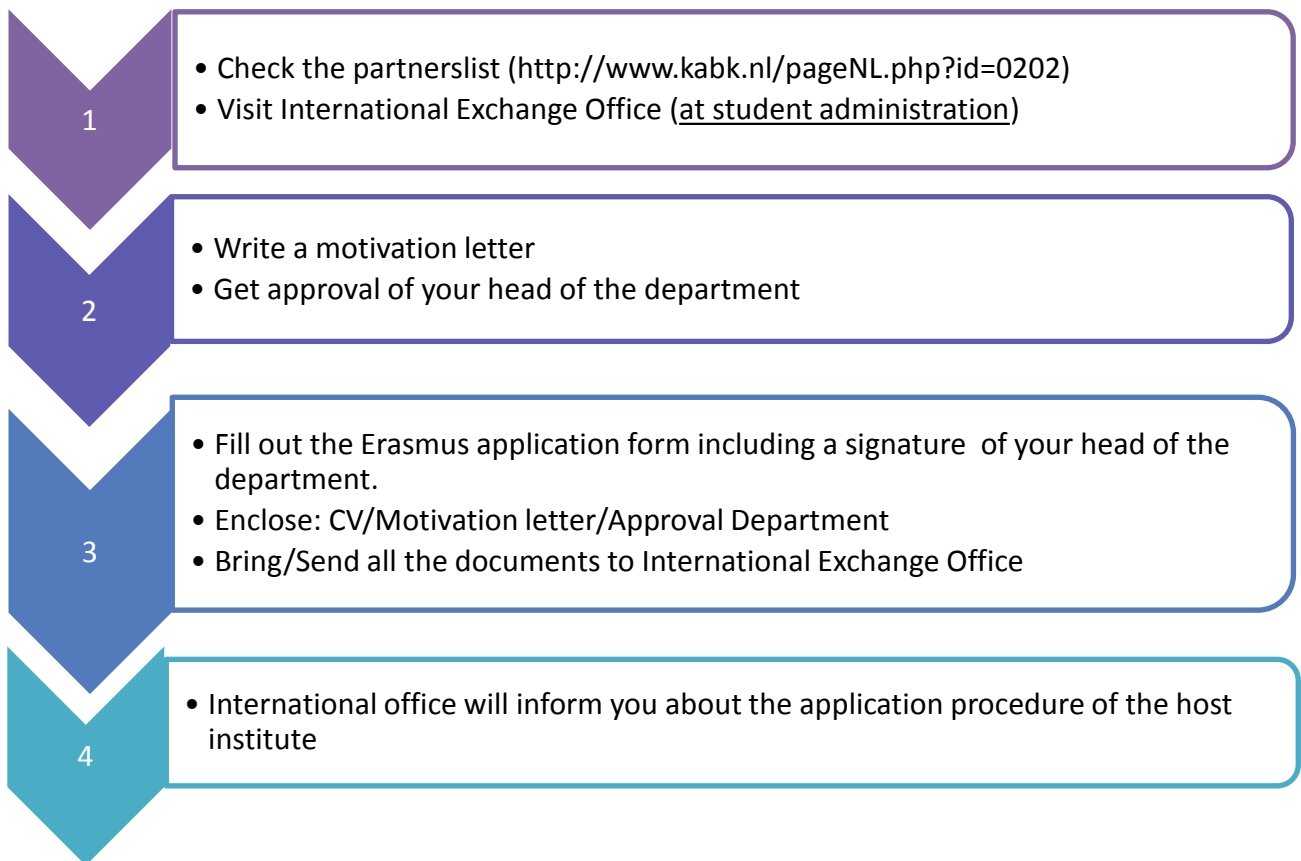 1
• Check the partnerslist (http://www.kabk.nl/pageNL.php?id=0202)
• Visit International Exchange Office (at student administration)
2
• Write a motivation letter
• Get approval of your head of the department
3
• Fill out the Erasmus application form including a signature  of your head of the
department.
• Enclose: CV/Motivation letter/Approval Department
• Bring/Send all the documents to International Exchange Office
4
• International office will inform you about the application procedure of the host
institute